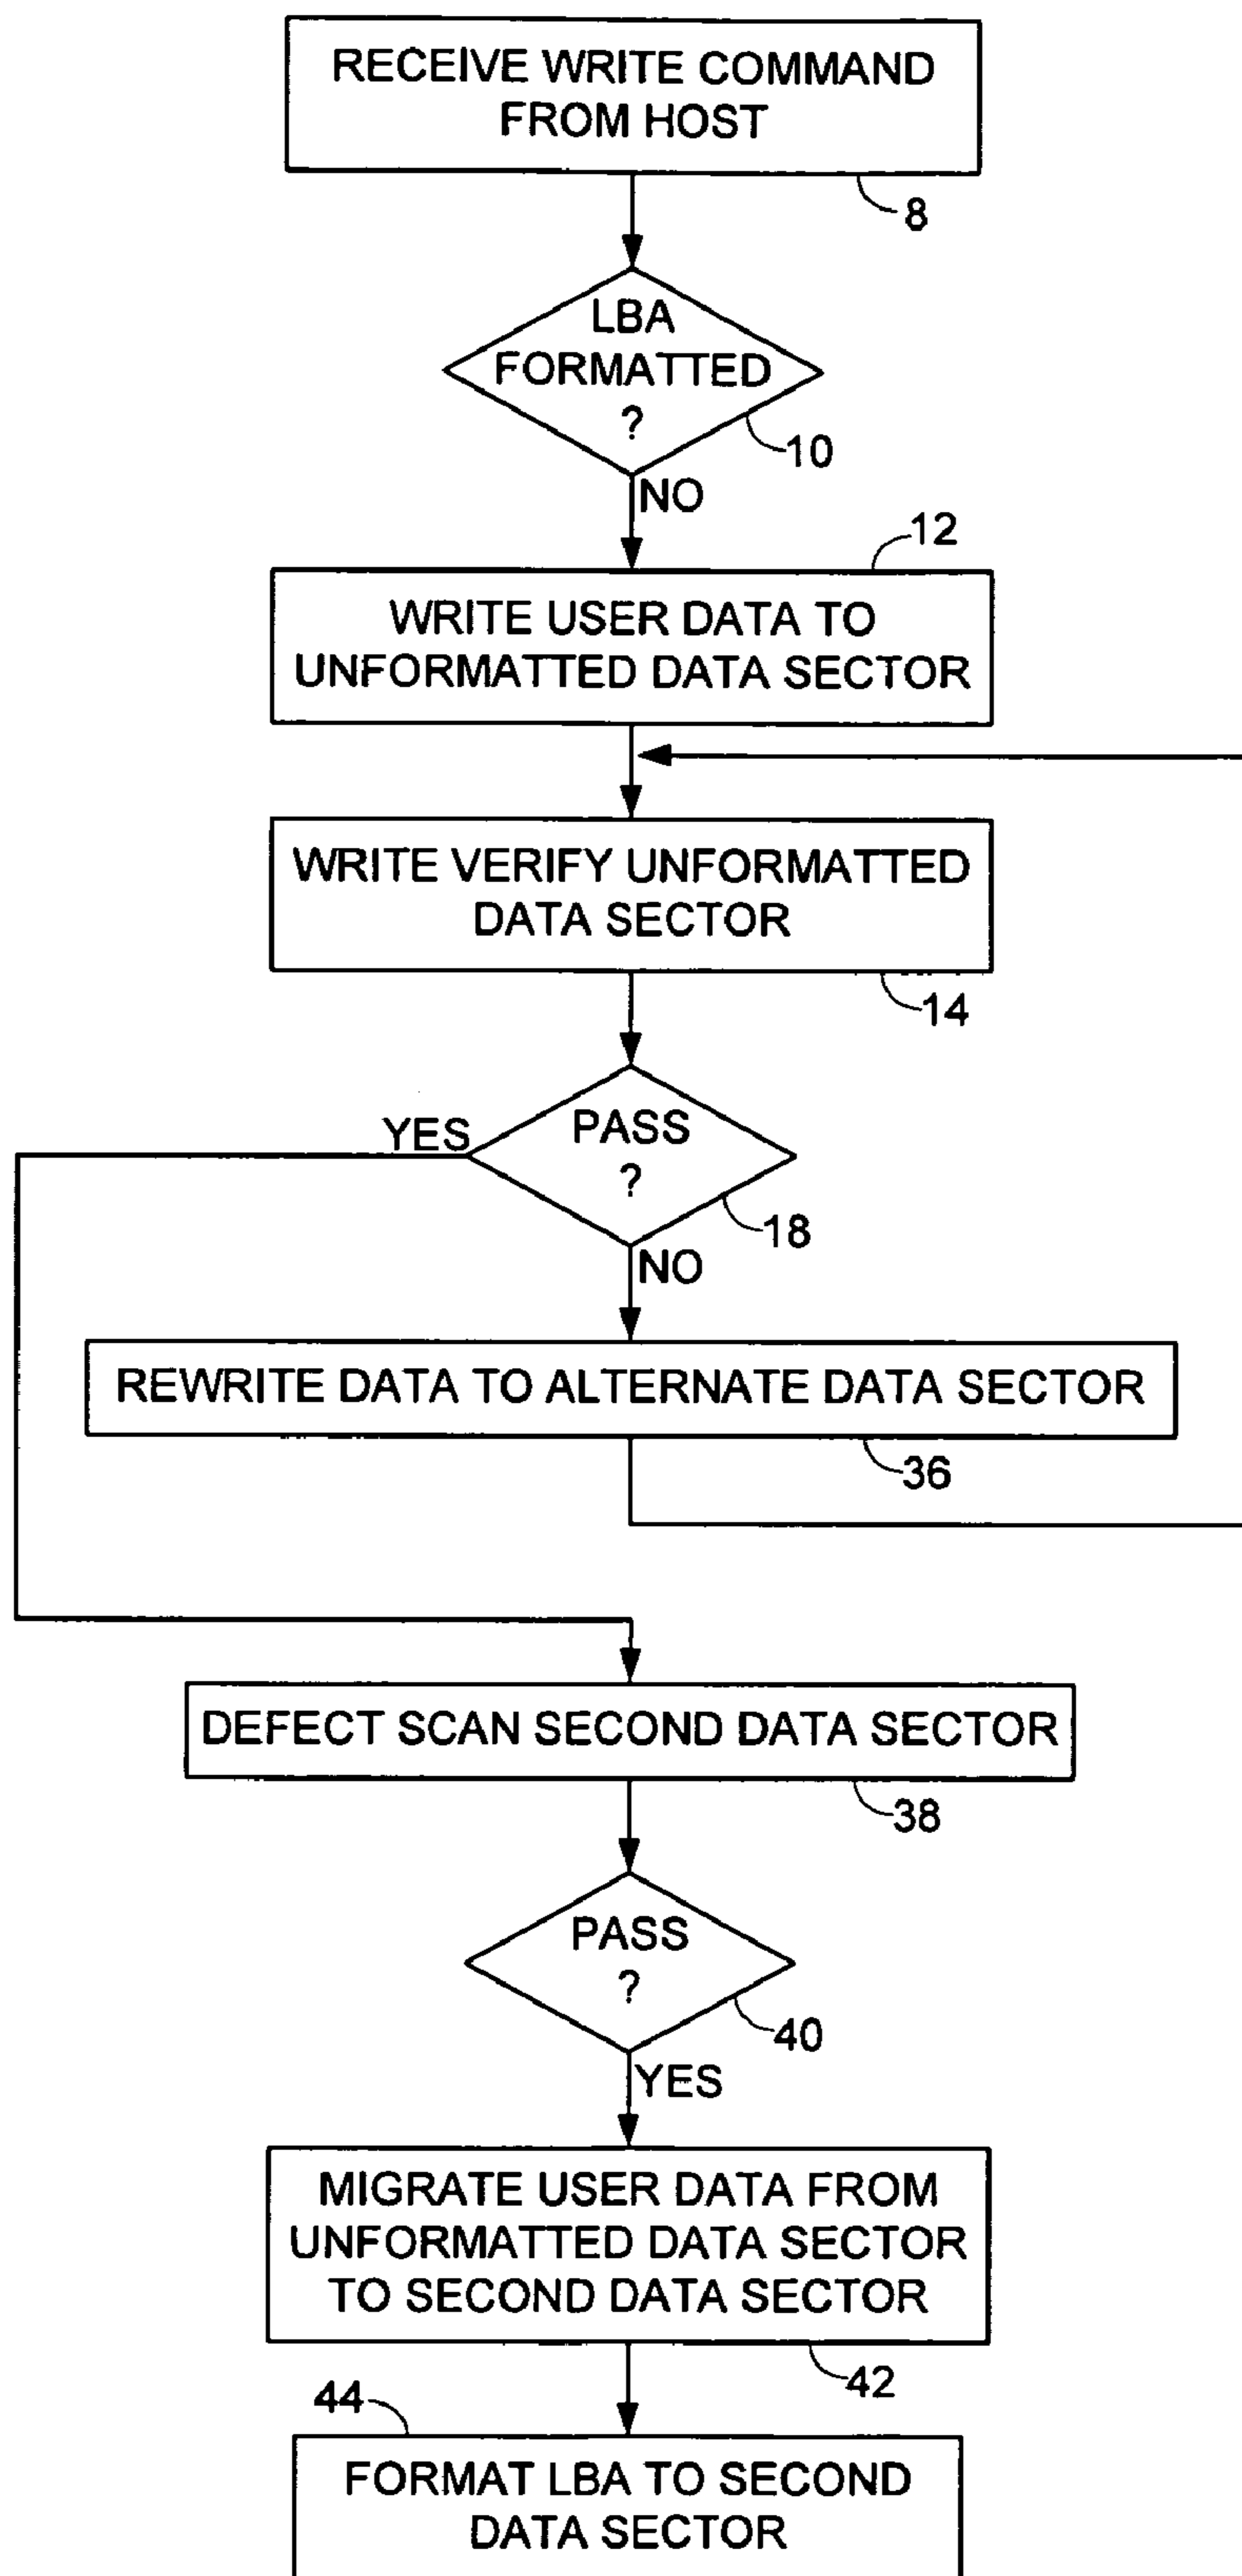 RECEIVE WRITE COMMAND
FROM HOST
8
LBA
FORMATTED
?
10
NO
12
WRITE USER DATA TO
UNFORMATTED DATA SECTOR
WRITE VERIFY UNFORMATTED
DATA SECTOR
14
YES
PASS
?
18
NO
REWRITE DATA TO ALTERNATE DATA SECTOR
36
DEFECT SCAN SECOND DATA SECTOR
38
PASS
?
40
YES
MIGRATE USER DATA FROM
UNFORMATTED DATA SECTOR
TO SECOND DATA SECTOR
42
44
FORMAT LBA TO SECOND
DATA SECTOR